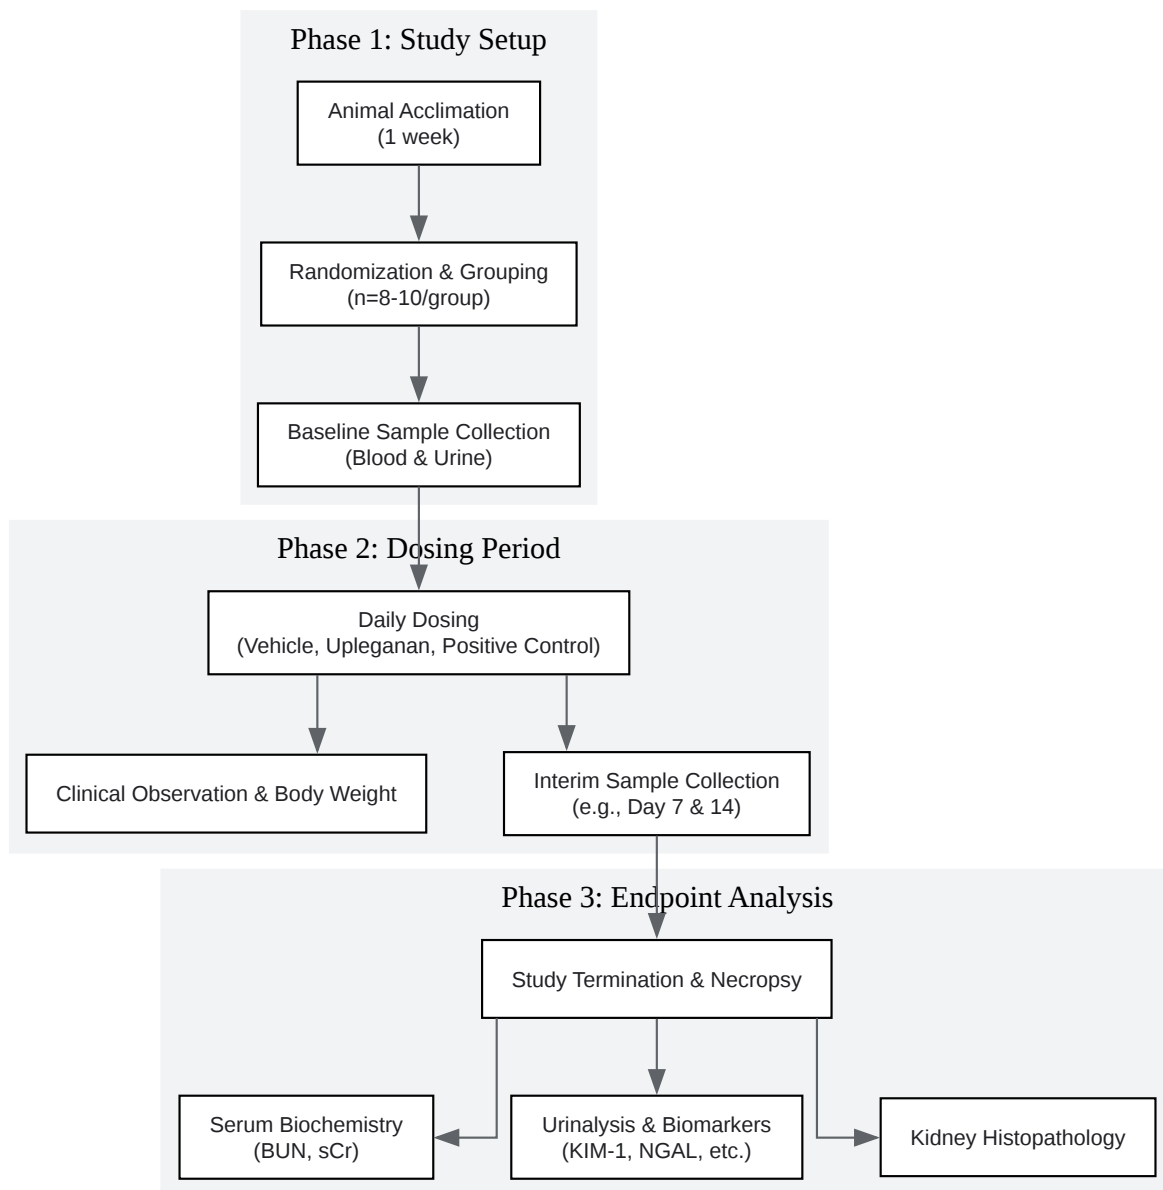 Phase 1: Study Setup
Animal Acclimation
(1 week)
Randomization & Grouping
(n=8-10/group)
Baseline Sample Collection
(Blood & Urine)
Phase 2: Dosing Period
Daily Dosing
(Vehicle, Upleganan, Positive Control)
Clinical Observation & Body Weight
Interim Sample Collection
(e.g., Day 7 & 14)
Phase 3: Endpoint Analysis
Study Termination & Necropsy
Serum Biochemistry
(BUN, sCr)
Urinalysis & Biomarkers
(KIM-1, NGAL, etc.)
Kidney Histopathology